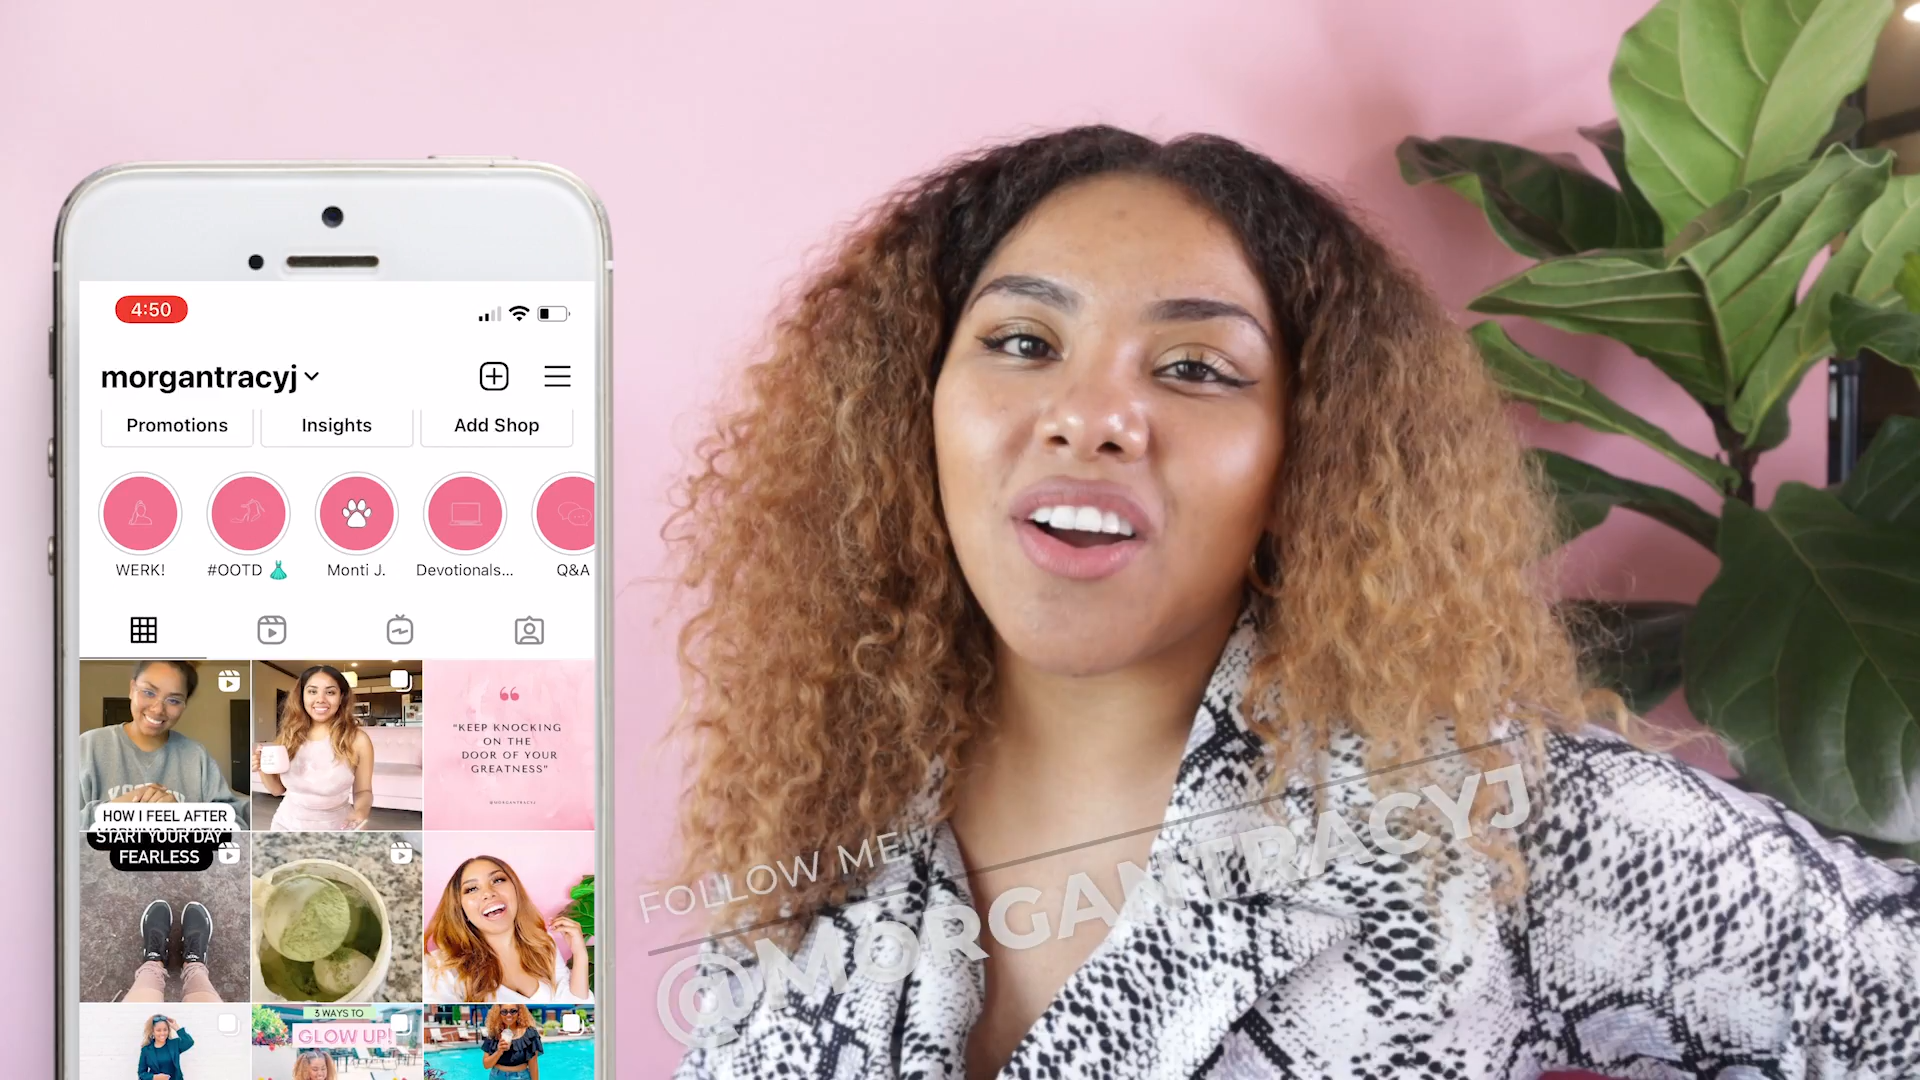 4:50
morgantracyj
Promotions
Insights
Add Shop
WERK!
#OOTD
Monti J.
Devotionals...
Q&A
HOW I FEEL AFTER
“KEEP KNOCKING
ON THE
DOOR OF YOUR
GREATNESS”
@MORGANTRACYJ
START YOUR DAY
FEARLESS
3 WAYS TO
GLOW UP!
FOLLOW ME
@MORGANTRACYJ